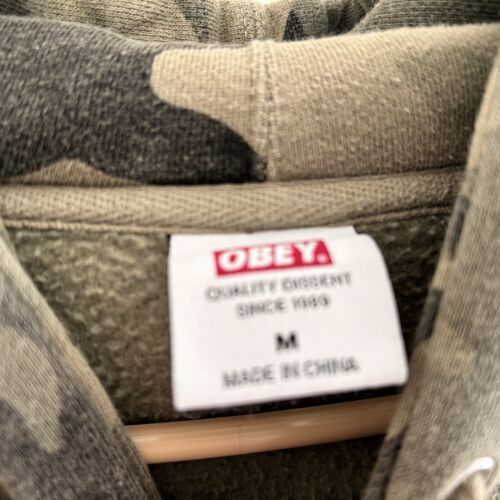 OBEY.
QUALITY DISSENT
SINCE 1989
M
MADE IN CHINA